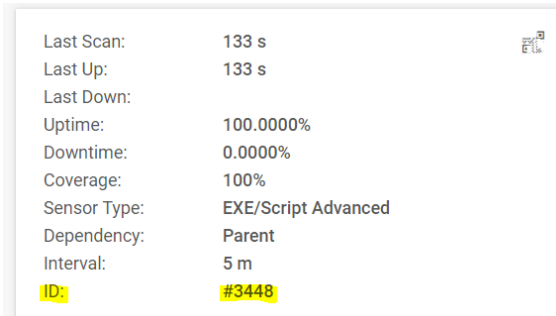 Last Scan: 133 s
Last Up: 133 s
Last Down:
Uptime: 100.0000%
Downtime: 0.0000%
Coverage: 100%
Sensor Type: EXE/Script Advanced
Dependency: Parent
Interval: 5 m
ID: #3448